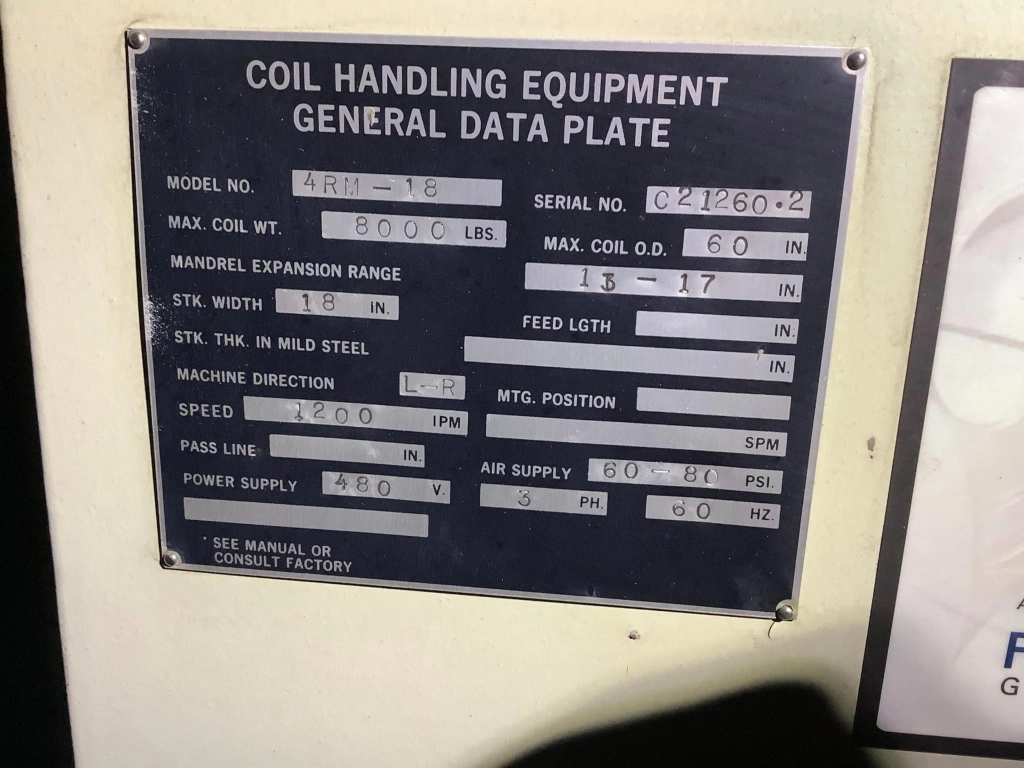 COIL HANDLING EQUIPMENT
GENERAL DATA PLATE
MODEL NO. 4RM-18
SERIAL NO. C21260.2
MAX. COIL WT. 8000 LBS.
MAX. COIL O.D. 60 IN.
MANDREL EXPANSION RANGE - 17 IN.
STK. WIDTH 18 IN.
FEED LGTH IN.
STK. THK. IN MILD STEEL IN.
MACHINE DIRECTION L-R
MTG. POSITION
SPEED 1200 IPM
SPM
PASS LINE IN.
AIR SUPPLY 60-80 PSI.
POWER SUPPLY 480 V.
3 PH.
60 HZ.
SEE MANUAL OR
CONSULT FACTORY